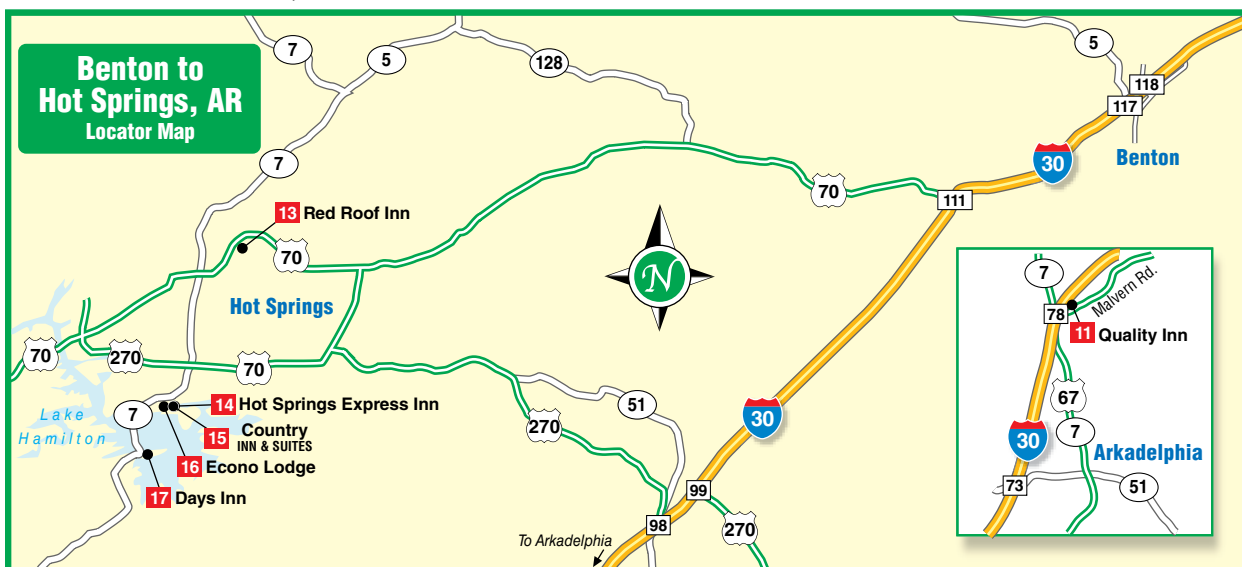 Benton to
Hot Springs, AR
Locator Map
7
5
128
5
118
117
Benton
30
7
70
111
13 Red Roof Inn
70
N
Hot Springs
7
Malvern Rd.
78
11 Quality Inn
70
270
70
67
14 Hot Springs Express Inn
15 Country
INN & SUITES
16 Econo Lodge
17 Days Inn
7
Lake
Hamilton
51
270
30
99
98
270
To Arkadelphia
30
7
Arkadelphia
73
51